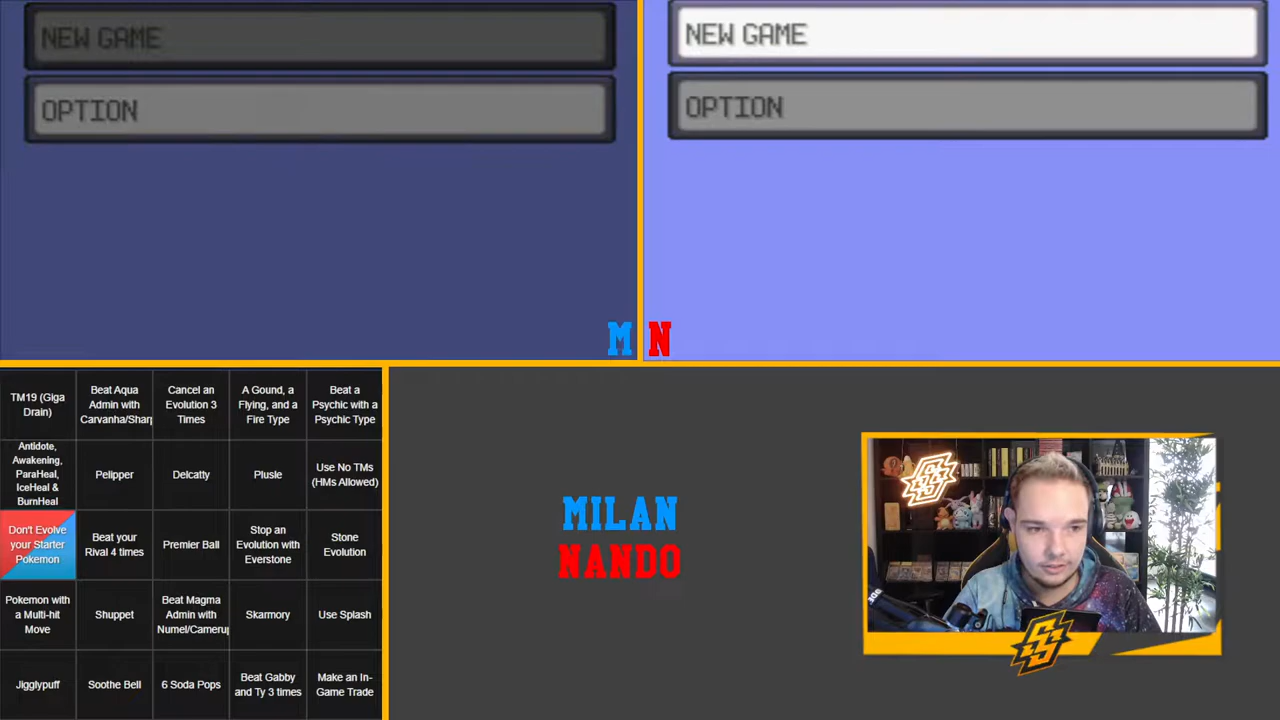 NEW GAME
OPTION
NEW GAME
OPTION
M N
TM19 (Giga
Drain)
Beat Aqua
Admin with
Carvanha/Shar
Cancel an
Evolution 3
Times
A Gound, a
Flying, and a
Fire Type
Beat a
Psychic with a
Psychic Type
Antidote,
Awakening,
ParaHeal,
IceHeal &
BurnHeal
Pelipper
Delcatty
Plusle
Use No TMs
(HMs Allowed)
Don't Evolve
your Starter
Pokemon
Beat your
Rival 4 times
Premier Ball
Stop an
Evolution with
Everstone
Stone
Evolution
Pokemon with
a Multi-hit
Move
Shuppet
Beat Magma
Admin with
Numel/Camerup
Skarmory
Use Splash
Jigglypuff
Soothe Bell
6 Soda Pops
Beat Gabby
and Ty 3 times
Make an In-
Game Trade
MILAN
NANDO